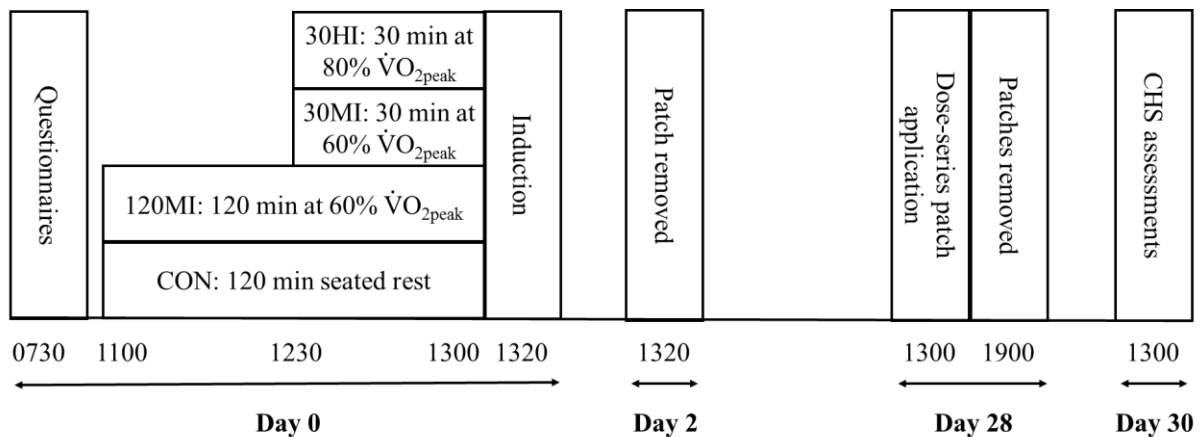 Questionnaires
30HI: 30 min at
80% V̇O2peak
30MI: 30 min at
60% V̇O2peak
120MI: 120 min at 60% V̇O2peak
CON: 120 min seated rest
Induction
Patch removed
Dose-series patch
application
Patches removed
CHS assessments
0730 1100 1230 1300 1320 1320 1300 1900 1300
Day 0 Day 2 Day 28 Day 30